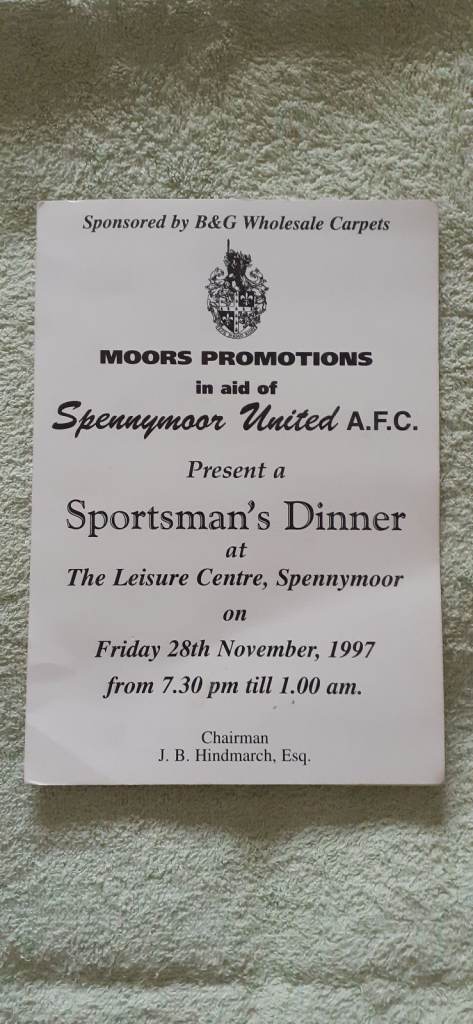 Sponsored by B&G Wholesale Carpets
MOORS PROMOTIONS
in aid of
Spennymoor United A.F.C.
Present a
Sportsman's Dinner
at
The Leisure Centre, Spennymoor
on
Friday 28th November, 1997
from 7.30 pm till 1.00 am.
Chairman
J. B. Hindmarch, Esq.